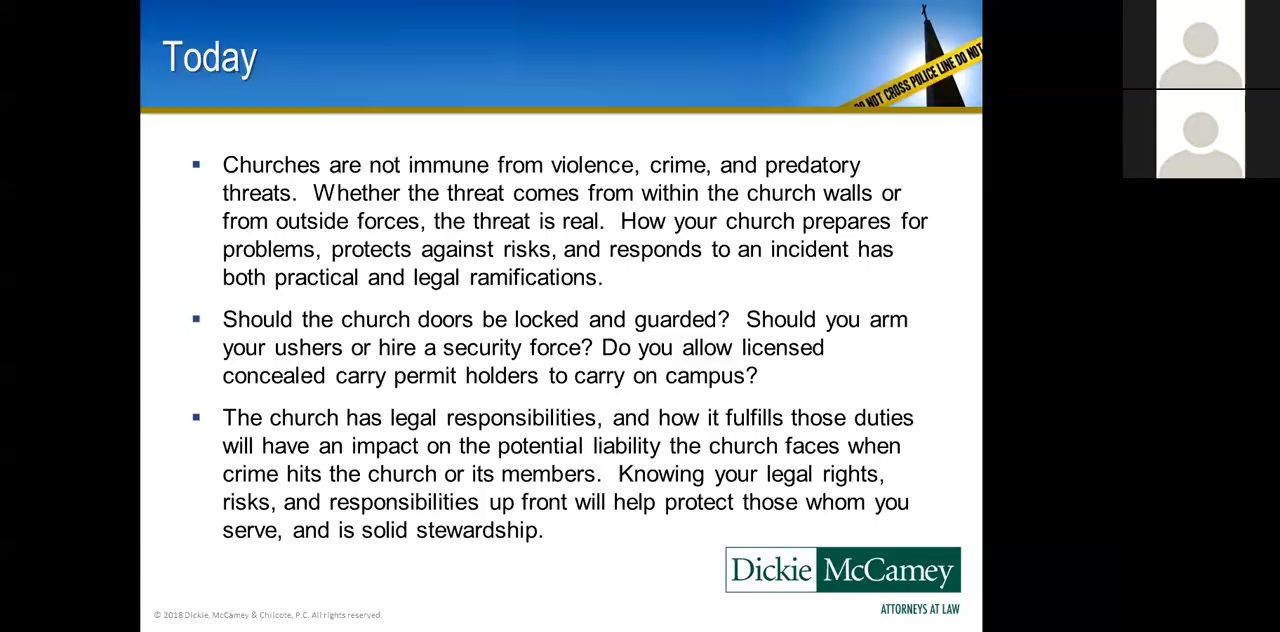 Today
DO NOT CROSS POLICE LINE DO NOT
Churches are not immune from violence, crime, and predatory
threats.  Whether the threat comes from within the church walls or
from outside forces, the threat is real.  How your church prepares for
problems, protects against risks, and responds to an incident has
both practical and legal ramifications.
Should the church doors be locked and guarded?  Should you arm
your ushers or hire a security force? Do you allow licensed
concealed carry permit holders to carry on campus?
The church has legal responsibilities, and how it fulfills those duties
will have an impact on the potential liability the church faces when
crime hits the church or its members.  Knowing your legal rights,
risks, and responsibilities up front will help protect those whom you
serve, and is solid stewardship.
Dickie McCamey
ATTORNEYS AT LAW
© 2018 Dickie, McCamey & Chilcote, P.C. All rights reserved.